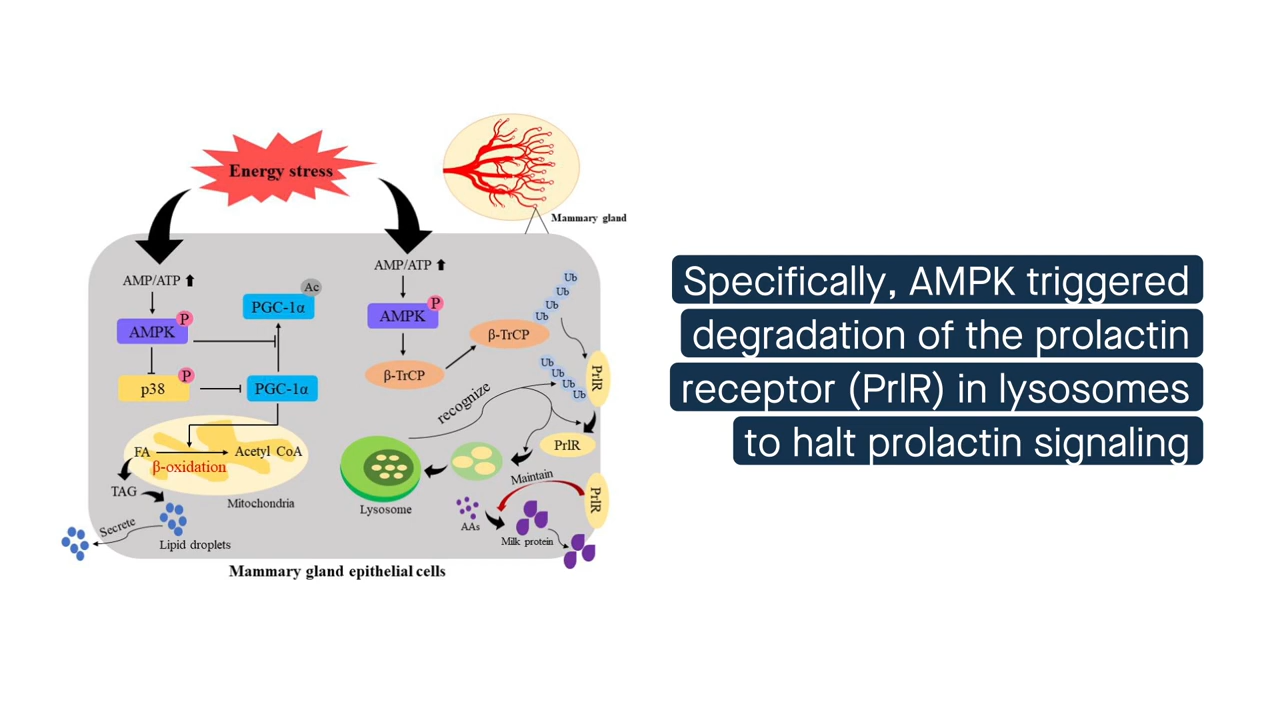 Energy stress
Mammary gland
AMP/ATP ⬆
AMPK
P
p38
P
PGC-1α
Ac
PGC-1α
FA
Acetyl CoA
β-oxidation
Mitochondria
TAG
Secrete
Lipid droplets
AMP/ATP ⬆
AMPK
P
β-TrCP
β-TrCP
Ub
Ub
Ub
Ub
Ub
Ub
Ub
Ub
PrlR
recognize
PrlR
Lysosome
Maintain
PrlR
AAs
Milk protein
Mammary gland epithelial cells
Specifically, AMPK triggered
degradation of the prolactin
receptor (PrlR) in lysosomes
to halt prolactin signaling